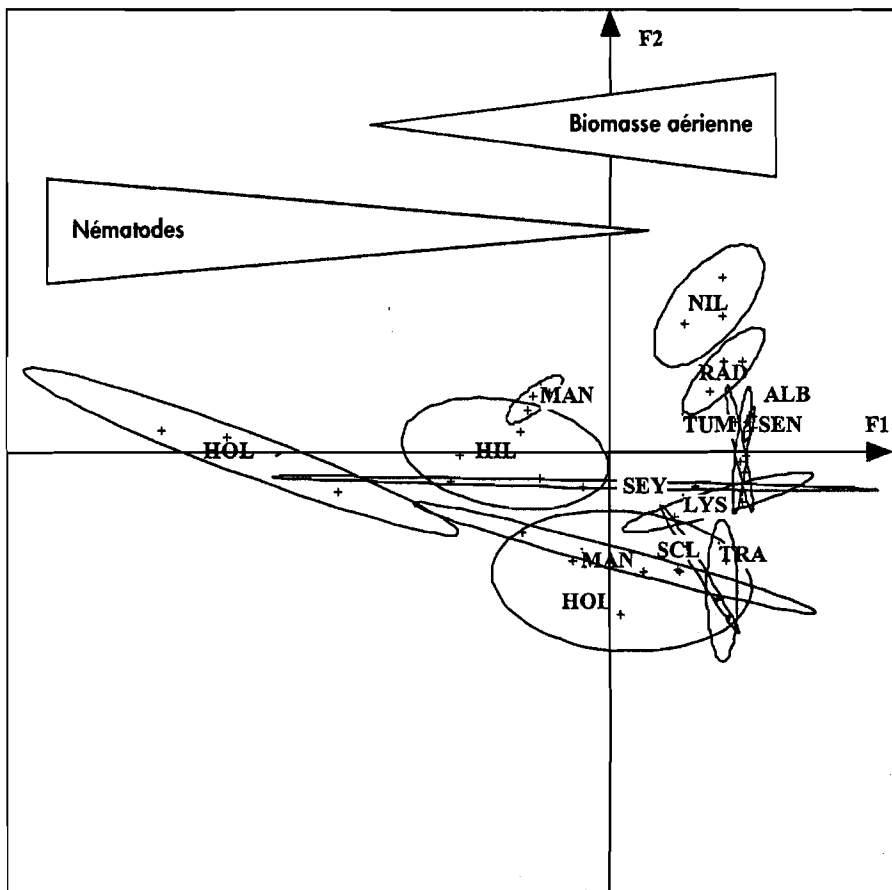 F2
Biomasse aérienne
Nématodes
NIL
RAD
MAN
ALB
TUM
SEN
F1
HOL
HIL
SEY
LYS
SCL
MAN
TRA
HOL